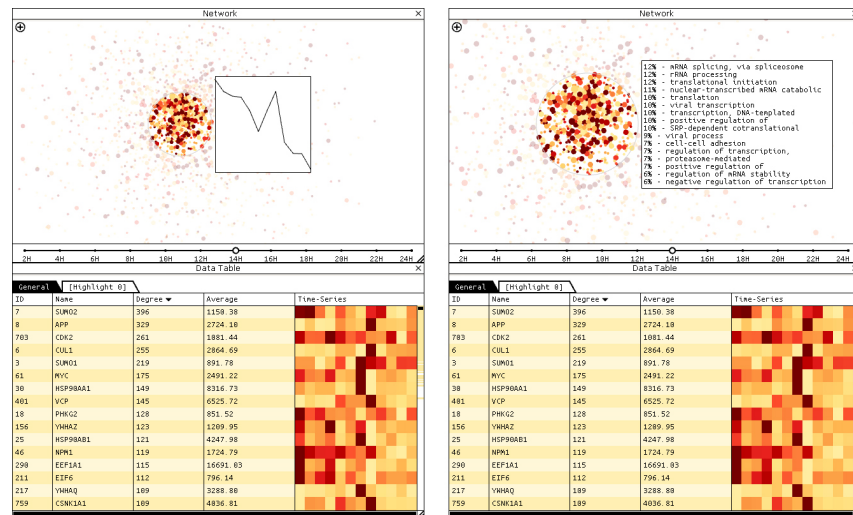 Network ×
2H 4H 6H 8H 10H 12H 14H 16H 18H 20H 22H 24H
Data Table ×
General [Highlight 0]
ID Name Degree ▼ Average Time-Series
7 SUMO2 396 1150.38
8 APP 329 2724.10
703 CDK2 261 1081.44
6 CUL1 255 2864.69
3 SUMO1 219 891.78
61 MYC 175 2491.22
30 HSP90AA1 149 8316.73
401 VCP 145 6525.72
18 PHKG2 128 851.52
156 YWHAZ 123 1209.95
25 HSP90AB1 121 4247.98
46 NPM1 119 1724.79
290 EEF1A1 115 16691.03
211 EIF6 112 796.14
217 YWHAQ 109 3288.80
759 CSNK1A1 109 4036.81
Network
12% - mRNA splicing, via spliceosome
12% - rRNA processing
12% - translational initiation
11% - nuclear-transcribed mRNA catabolic
10% - translation
10% - viral transcription
10% - transcription, DNA-templated
10% - positive regulation of
10% - SRP-dependent cotranslational
9% - viral process
7% - cell-cell adhesion
7% - regulation of transcription,
7% - proteasome-mediated
7% - positive regulation of
6% - regulation of mRNA stability
6% - negative regulation of transcription
2H 4H 6H 8H 10H 12H 14H 16H 18H 20H 22H 24H
Data Table
General [Highlight 0]
ID Name Degree ▼ Average Time-Series
7 SUMO2 396 1150.38
8 APP 329 2724.10
703 CDK2 261 1081.44
6 CUL1 255 2864.69
3 SUMO1 219 891.78
61 MYC 175 2491.22
30 HSP90AA1 149 8316.73
401 VCP 145 6525.72
18 PHKG2 128 851.52
156 YWHAZ 123 1209.95
25 HSP90AB1 121 4247.98
46 NPM1 119 1724.79
290 EEF1A1 115 16691.03
211 EIF6 112 796.14
217 YWHAQ 109 3288.80
759 CSNK1A1 109 4036.81